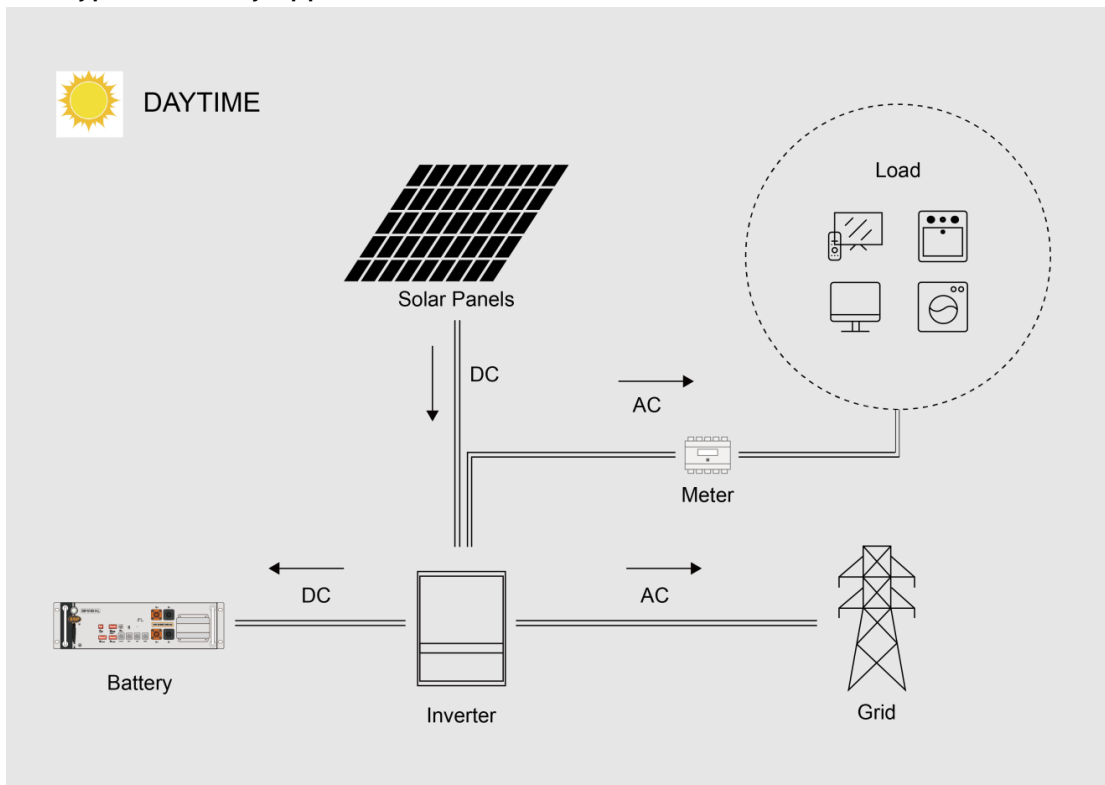 DAYTIME
Load
Solar Panels
DC
AC
Meter
DC
AC
Battery
Inverter
Grid